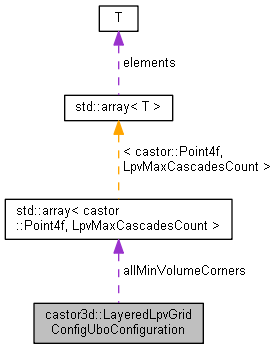 T
elements
std::array< T >
< castor::Point4f,
LpvMaxCascadesCount >
std::array< castor
::Point4f, LpvMaxCascadesCount >
allMinVolumeCorners
castor3d::LayeredLpvGrid
ConfigUboConfiguration